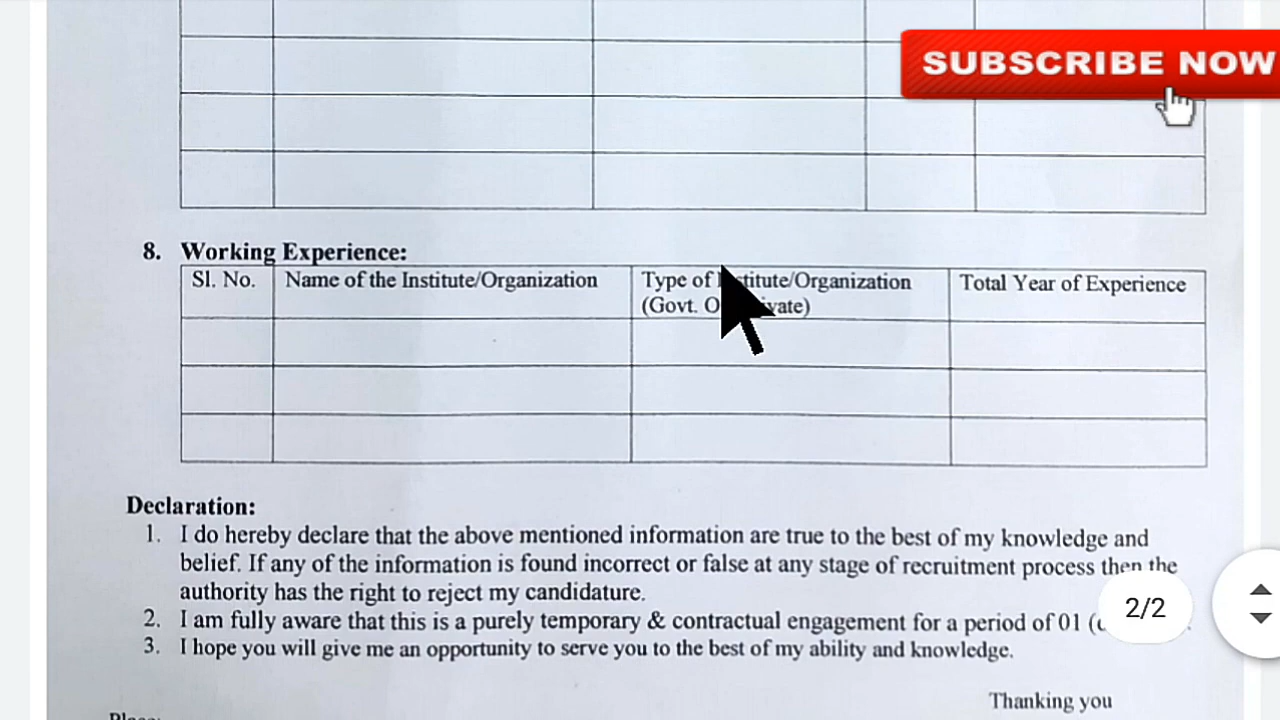 SUBSCRIBE NOW
8. Working Experience:
Sl. No. Name of the Institute/Organization Type of Institute/Organization Total Year of Experience
(Govt. O
Declaration:
1. I do hereby declare that the above mentioned information are true to the best of my knowledge and
belief. If any of the information is found incorrect or false at any stage of recruitment process then the
authority has the right to reject my candidature.
2. I am fully aware that this is a purely temporary & contractual engagement for a period of 01
2/2
3. I hope you will give me an opportunity to serve you to the best of my ability and knowledge.
Thanking you